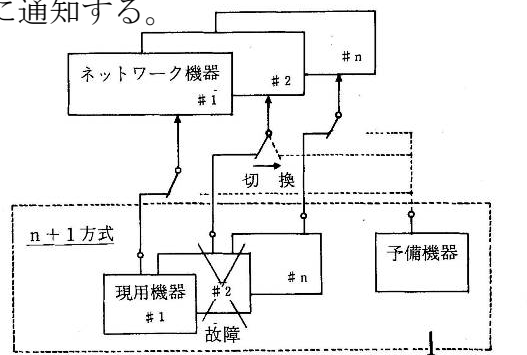 に通知する。
#n
ネットワーク機器
#2
#1
切 換
n+1方式
予備機器
現用機器
#2
#n
#1
故障